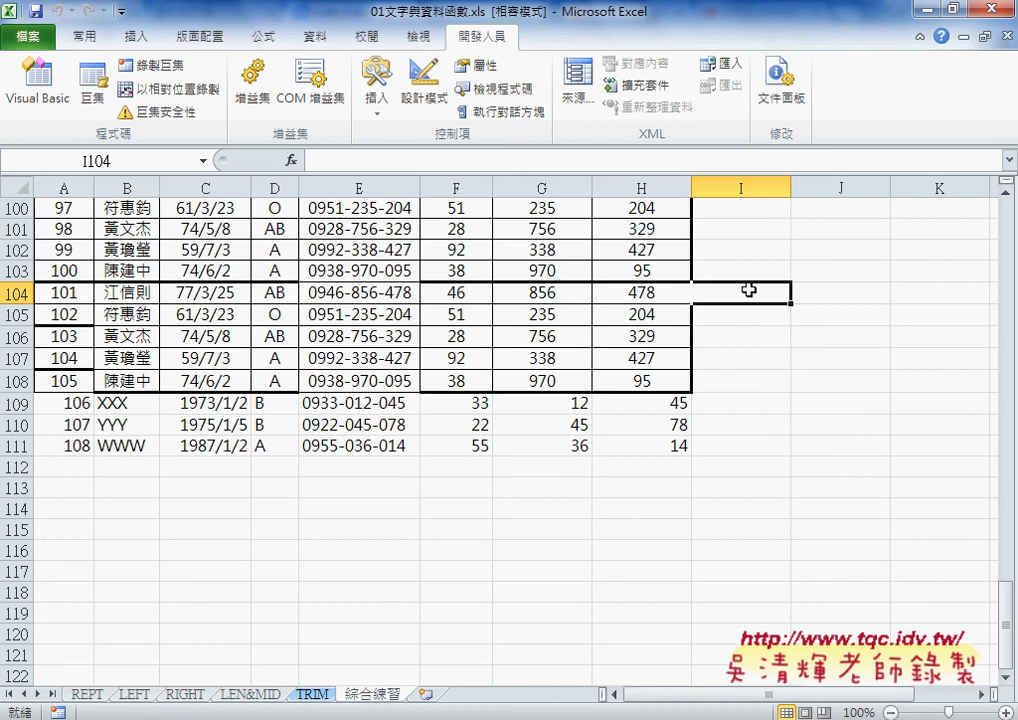 01文字與資料函數.xls [相容模式] - Microsoft Excel
檔案 常用 插入 版面配置 公式 資料 校閱 檢視 開發人員
Visual Basic 巨集 錄製巨集 以相對位置錄製 巨集安全性 增益集 COM 增益集 插入 設計模式 屬性 檢視程式碼 執行對話方塊 來源... 對應內容 擴充套件 重新整理資料 匯入 匯出 文件面板
程式碼 增益集 控制項 XML 修改
I104 fx
A B C D E F G H I J K
100 97 符惠鈞 61/3/23 O 0951-235-204 51 235 204
101 98 黃文杰 74/5/8 AB 0928-756-329 28 756 329
102 99 黃瓊瑩 59/7/3 A 0992-338-427 92 338 427
103 100 陳建中 74/6/2 A 0938-970-095 38 970 95
104 101 江信則 77/3/25 AB 0946-856-478 46 856 478
105 102 符惠鈞 61/3/23 O 0951-235-204 51 235 204
106 103 黃文杰 74/5/8 AB 0928-756-329 28 756 329
107 104 黃瓊瑩 59/7/3 A 0992-338-427 92 338 427
108 105 陳建中 74/6/2 A 0938-970-095 38 970 95
109 106 XXX 1973/1/2 B 0933-012-045 33 12 45
110 107 YYY 1975/1/5 B 0922-045-078 22 45 78
111 108 WWW 1987/1/2 A 0955-036-014 55 36 14
112
113
114
115
116
117
118
119
120
121
122
http://www.tqc.idv.tw/
吳清輝老師錄製
REPT LEFT RIGHT LEN&MID TRIM 綜合練習
就緒 100%